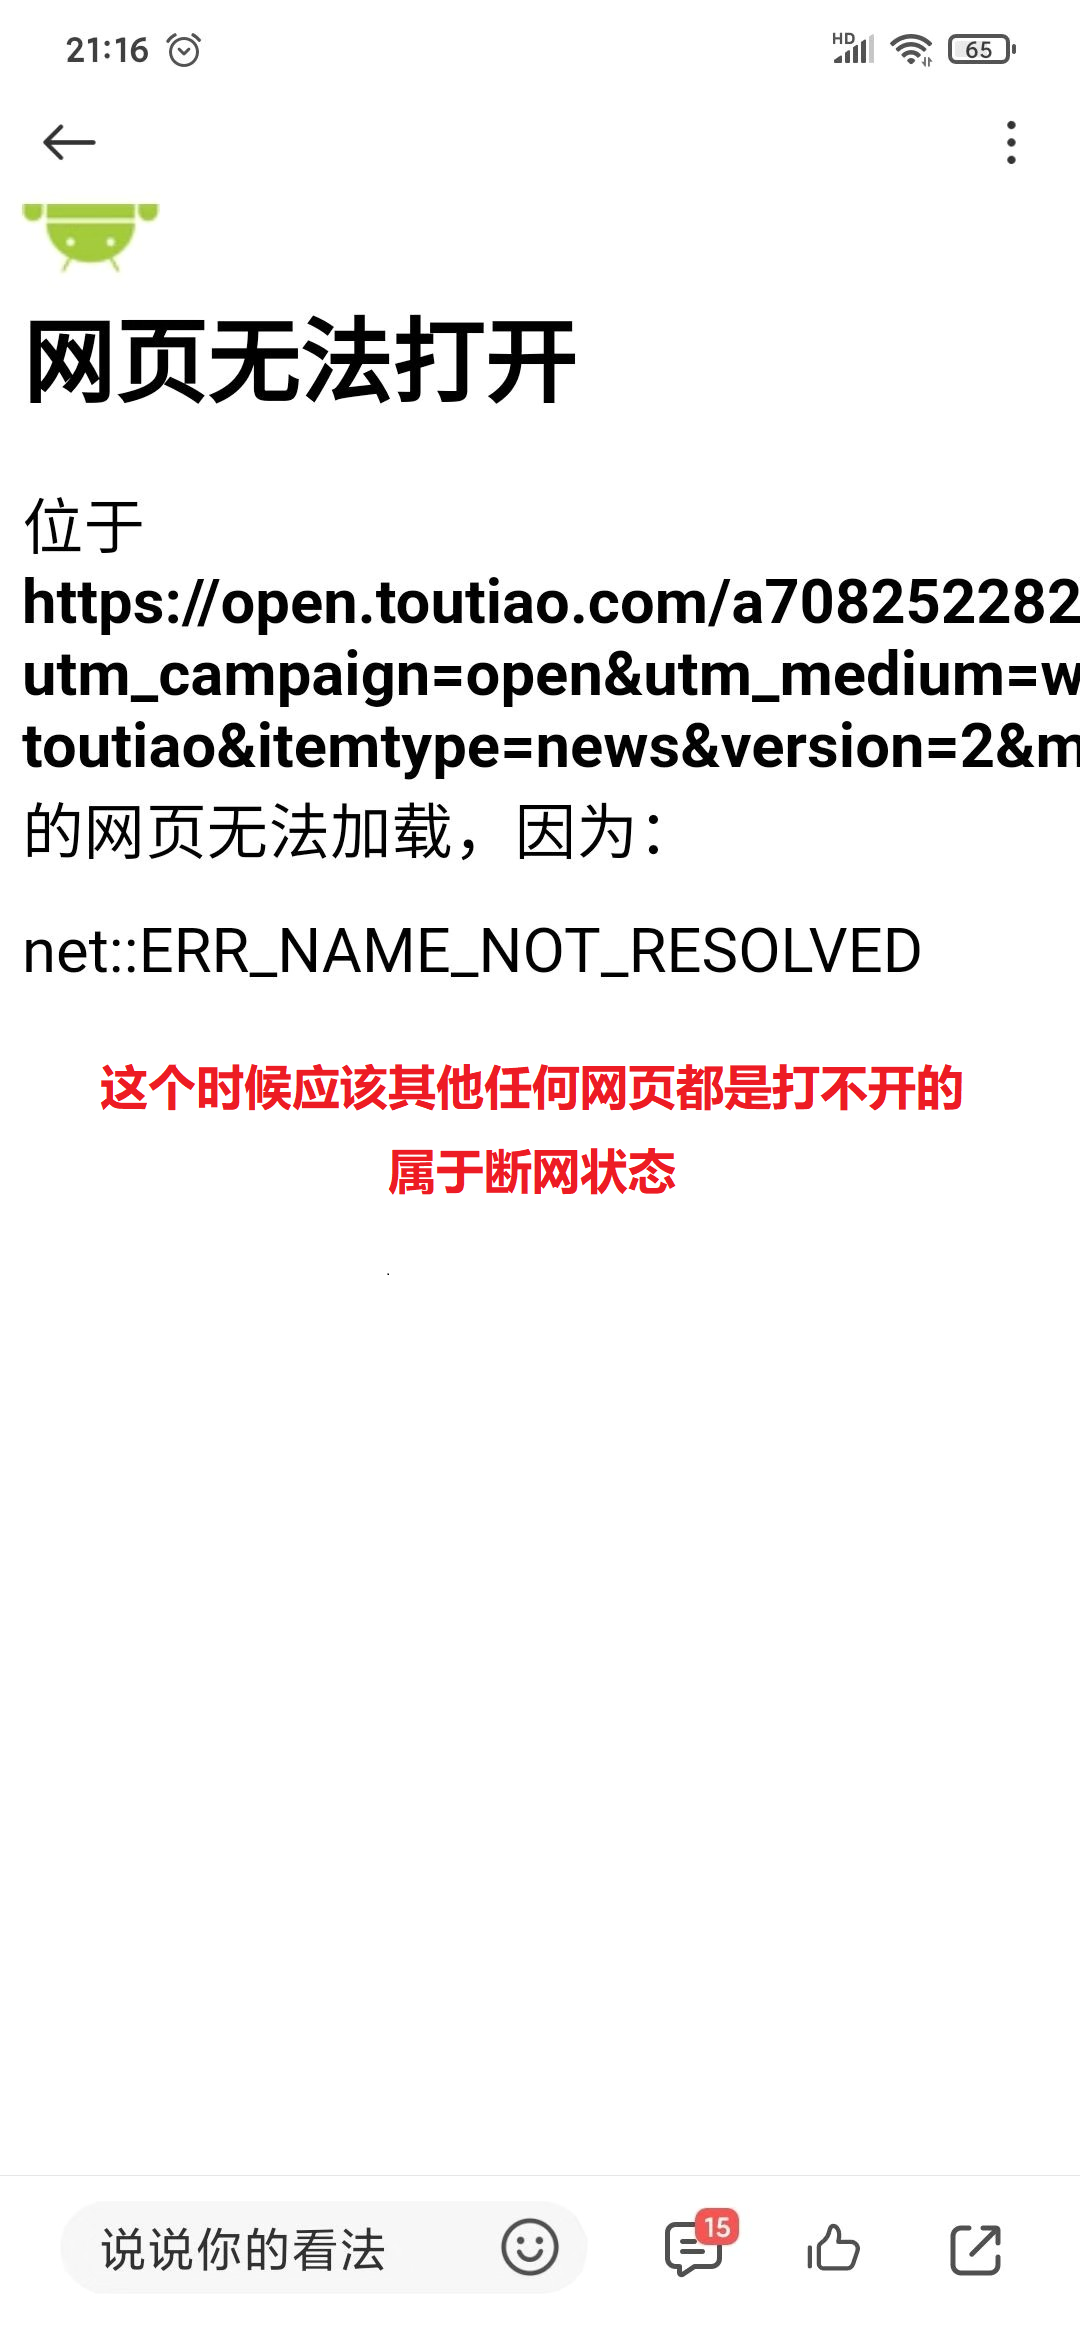 21:16
HD
65
网页无法打开
位于
https://open.toutiao.com/a708252282
utm_campaign=open&utm_medium=w
toutiao&itemtype=news&version=2&m
的网页无法加载，因为：
net::ERR_NAME_NOT_RESOLVED
这个时候应该其他任何网页都是打不开的
属于断网状态
说说你的看法
15